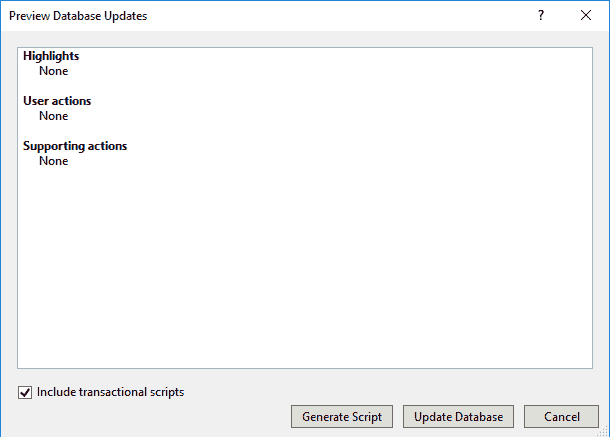 Preview Database Updates
?
Highlights
None
User actions
None
Supporting actions
None
Include transactional scripts
Generate Script
Update Database
Cancel